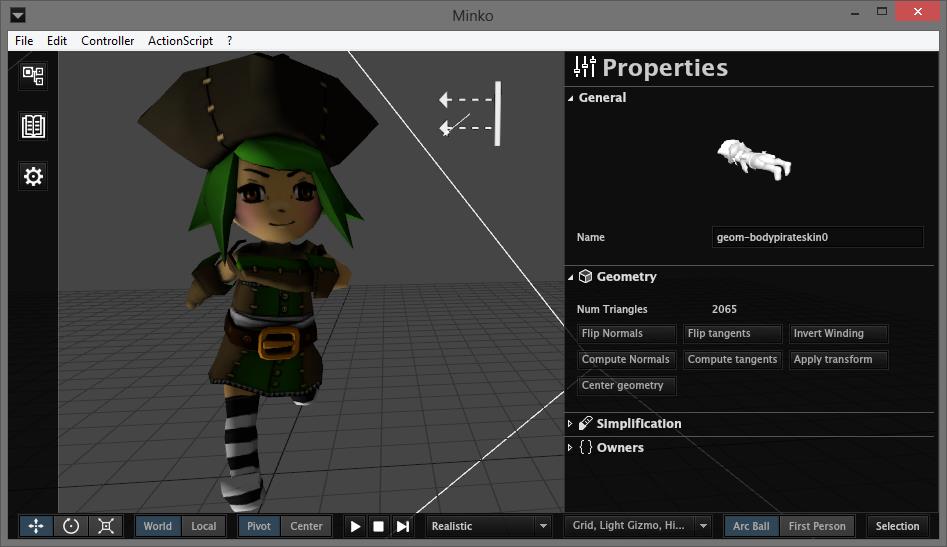 Minko
File Edit Controller ActionScript ?
Properties
General
Name geom-bodypirateskin0
Geometry
Num Triangles 2065
Flip Normals Flip tangents Invert Winding
Compute Normals Compute tangents Apply transform
Center geometry
Simplification
{ } Owners
World Local Pivot Center Realistic Grid, Light Gizmo, Hi... Arc Ball First Person Selection